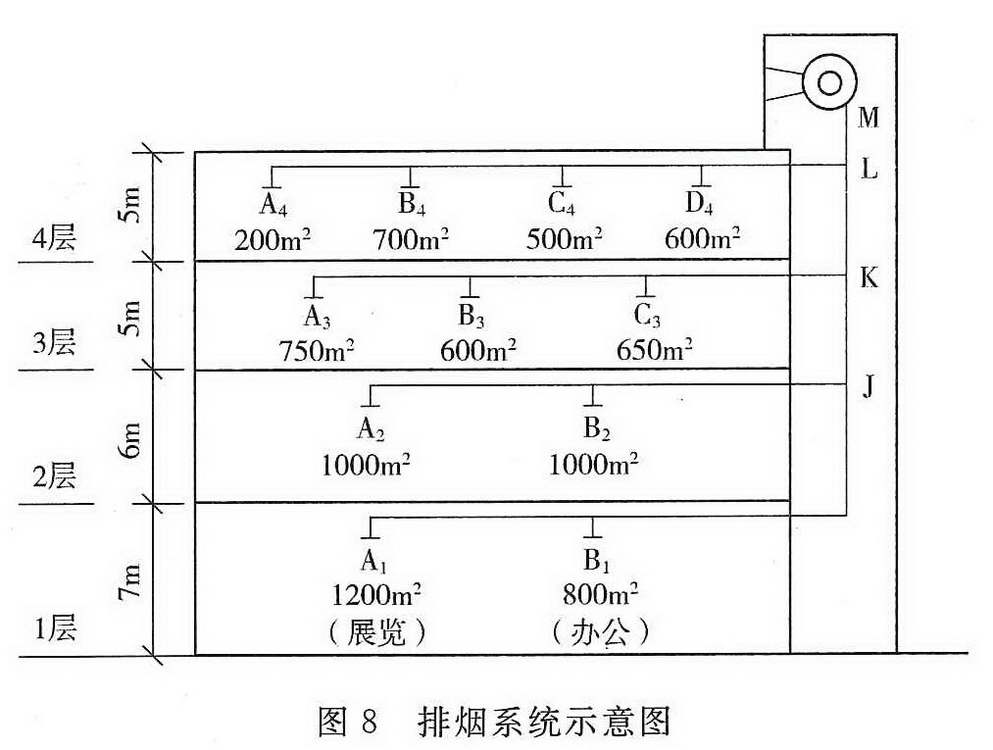 M
L
A₄ B₄ C₄ D₄
5m
200m² 700m² 500m² 600m²
4层
K
A₃ B₃ C₃
5m
750m² 600m² 650m²
3层
J
A₂ B₂
6m
1000m² 1000m²
2层
A₁ B₁
7m
1200m² 800m²
(展览) (办公)
1层
图 8 排烟系统示意图